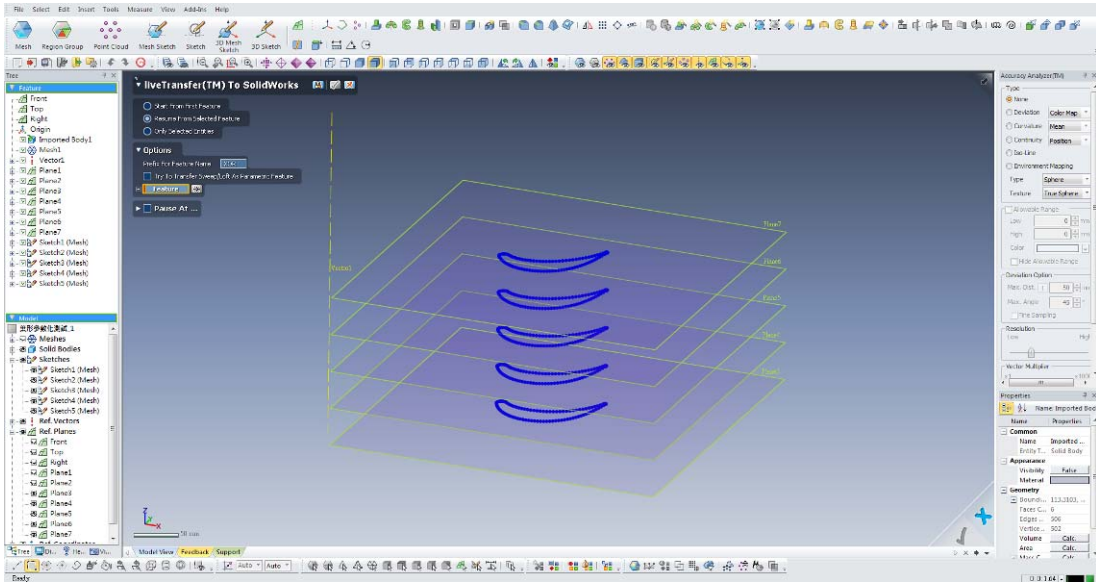 File Select Edit Insert Tools Measure View Add-Ins Help
Mesh Region Group Point Cloud Mesh Sketch Sketch 3D Mesh Sketch 3D Sketch
Tree
Feature
Front
Top
Right
Origin
Imported Body1
Mesh1
Vector1
Plane1
Plane2
Plane3
Plane4
Plane5
Plane6
Plane7
Sketch1 (Mesh)
Sketch2 (Mesh)
Sketch3 (Mesh)
Sketch4 (Mesh)
Sketch5 (Mesh)
Model
Meshes
Solid Bodies
Sketches
Sketch1 (Mesh)
Sketch2 (Mesh)
Sketch3 (Mesh)
Sketch4 (Mesh)
Sketch5 (Mesh)
Ref. Vectors
Ref. Planes
Front
Top
Right
Plane1
Plane2
Plane3
Plane4
Plane5
Plane6
Plane7
Tree
liveTransfer(TM) To SolidWorks
Start From First Feature
Resume From Selected Feature
Only Selected Entities
Options
Prefix For Feature Name
Try To Transfer Sweep/Loft As Parametric Feature
Feature
Pause At ...
Vector1
Plane7
Plane6
Plane5
Model View Feedback Support
Auto Auto
Ready
Accuracy Analyzer(TM)
Type
None
Deviation Color Map
Curvature Mean
Continuity Position
Iso-Line
Environment Mapping
Type Sphere
Texture True Sphere
Allowable Range
Low 0
High 0
Color
Hide Allowable Range
Deviation Option
Max. Dist. 50
Max. Angle 45
Fine Sampling
Resolution
Low High
Vector Multiplier
Properties
Name: Imported Bod
Name Properties
Common
Name Imported ...
Entity T... Solid Body
Appearance
Visibility False
Material
Geometry
Faces C... 6
Edges ... 506
Vertice... 502
Volume Calc.
Area Calc.